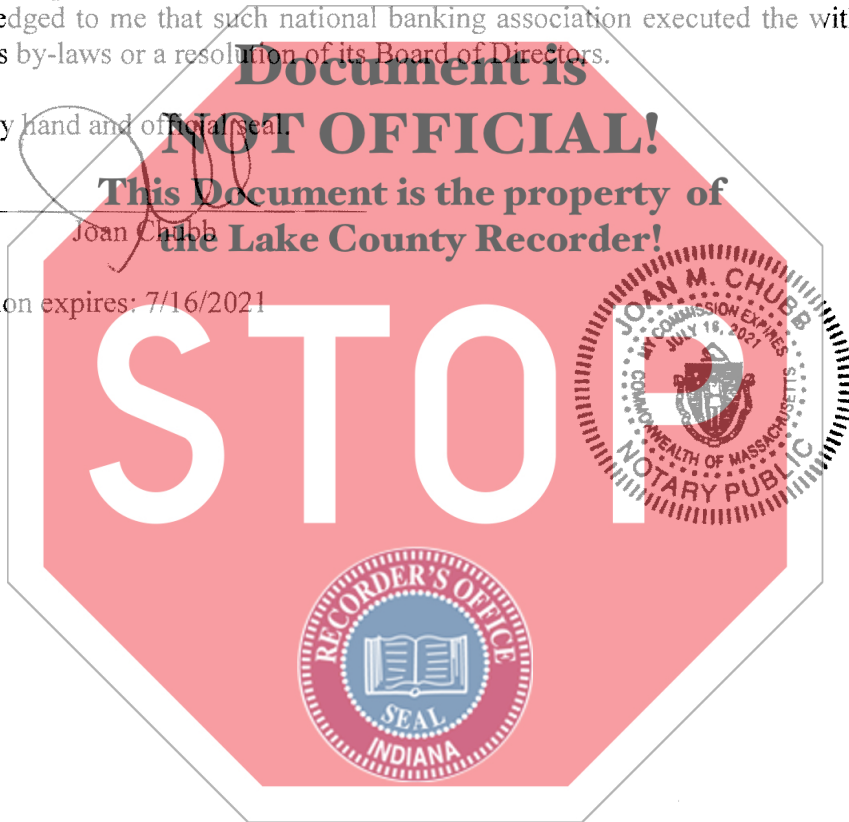 edged to me that such national banking association executed the wit
s by-laws or a resolution of its Board of Directors.
Document is
y hand and official seal.
NOT OFFICIAL!
This Document is the property of
Joan Chubb
the Lake County Recorder!
on expires: 7/16/2021
JOAN M. CHUBB
MY COMMISSION EXPIRES
JULY 16, 2021
COMMONWEALTH OF MASSACHUSETTS
NOTARY PUBLIC
STOP
RECORDER'S OFFICE
SEAL
INDIANA